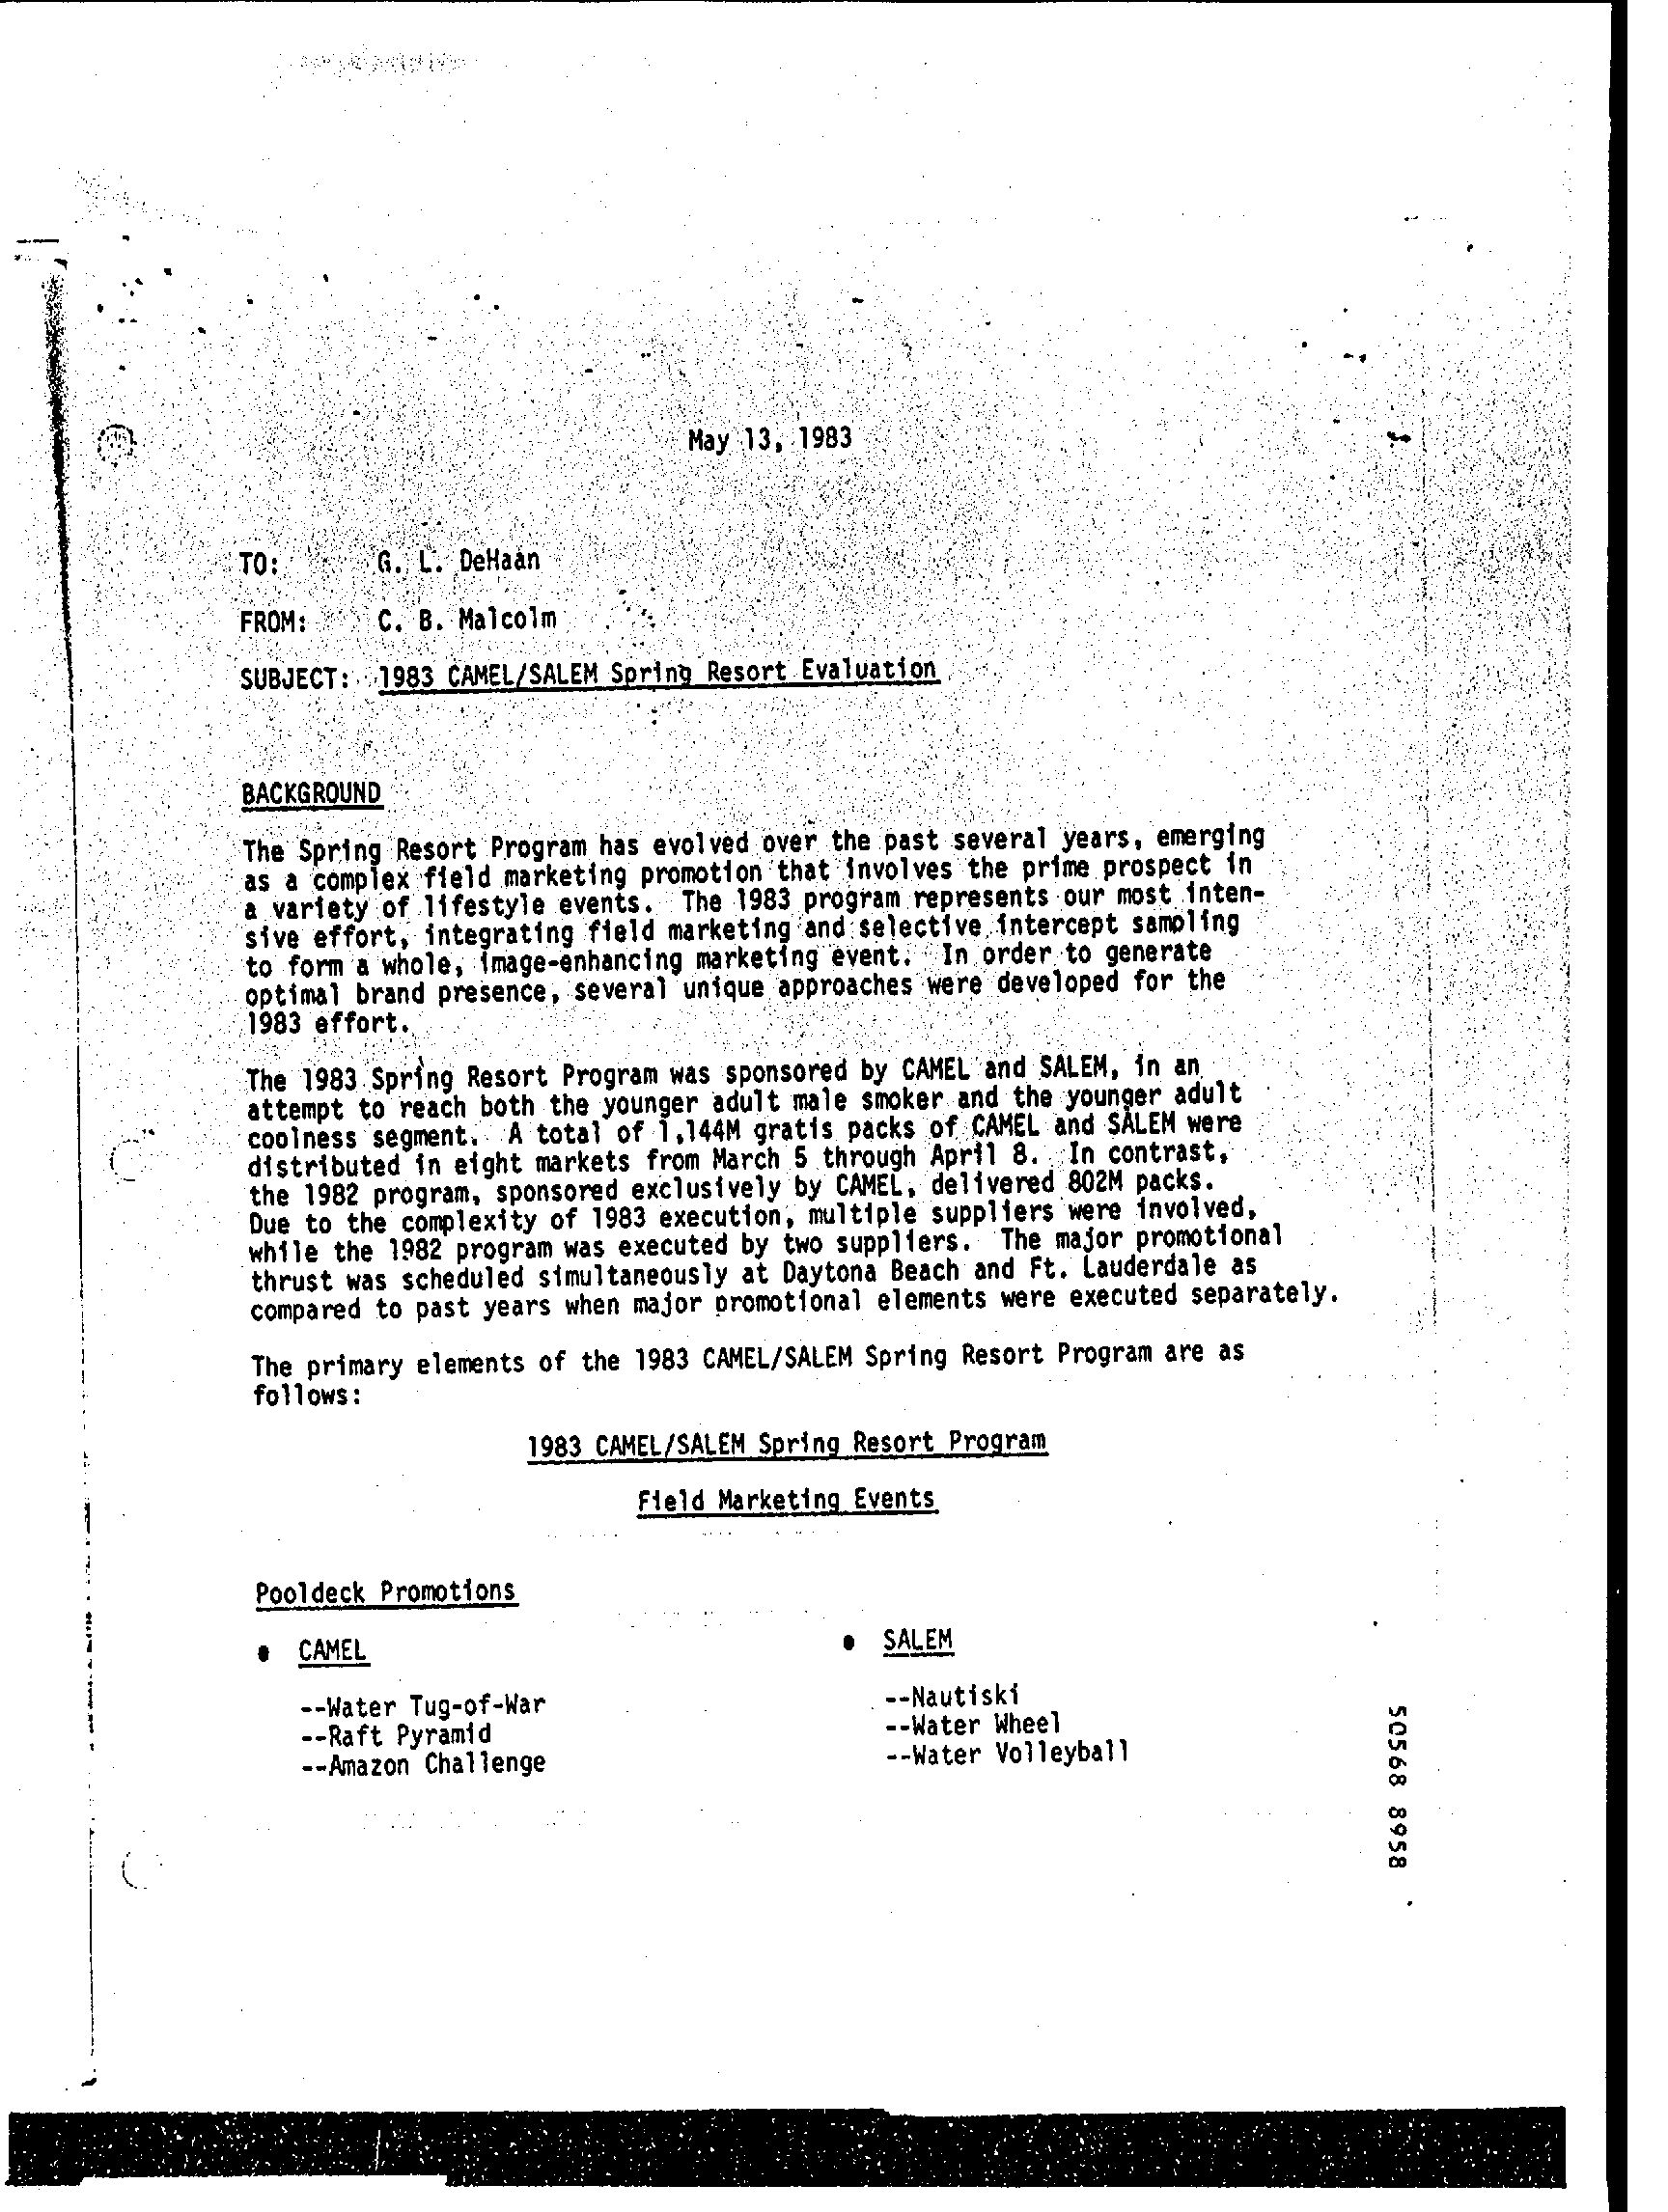 May 13, 1983
TO: G. L. DeHaan
FROM: C. B. Malcolm
SUBJECT: 1983 CAMEL/SALEM Spring Resort Evaluation
BACKGROUND
The Spring Resort Program has evolved over the past several years, emerging
as a complex field marketing promotion that involves the prime prospect in
a variety of lifestyle events. The 1983 program represents our most inten-
sive effort, integrating field marketing and selective intercept sampling
to form a whole, image-enhancing marketing event. In order to generate
optimal brand presence, several unique approaches were developed for the
1983 effort.
The 1983 Spring Resort Program was sponsored by CAMEL and SALEM, in an
attempt to reach both the younger adult male smoker and the younger adult
coolness segment. A total of 1,144M gratis packs of CAMEL and SALEM were
distributed in eight markets from March 5 through April 8. In contrast,
the 1982 program, sponsored exclusively by CAMEL, delivered 802M packs.
Due to the complexity of 1983 execution, multiple suppliers were involved,
while the 1982 program was executed by two suppliers. The major promotional
thrust was scheduled simultaneously at Daytona Beach and Ft. Lauderdale as
compared to past years when major promotional elements were executed separately.
The primary elements of the 1983 CAMEL/SALEM Spring Resort Program are as
follows:
1983 CAMEL/SALEM Spring Resort Program
Field Marketing Events
Pooldeck Promotions
• CAMEL
--Water Tug-of-War
--Raft Pyramid
--Amazon Challenge
• SALEM
--Nautiski
--Water Wheel
--Water Volleyball
50568 8958